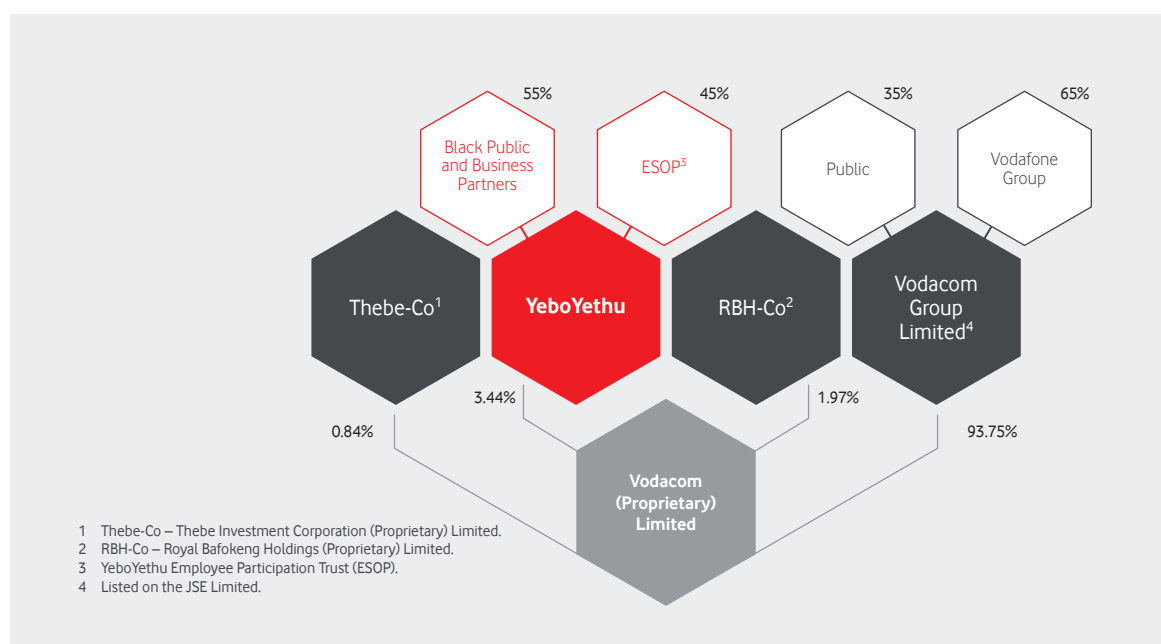 55%
45%
35%
65%
Black Public
and Business
Partners
ESOP3
Public
Vodafone
Group
Thebe-Co1
YeboYethu
RBH-Co2
Vodacom
Group
Limited4
3.44%
1.97%
0.84%
93.75%
Vodacom
(Proprietary)
Limited
1 Thebe-Co – Thebe Investment Corporation (Proprietary) Limited.
2 RBH-Co – Royal Bafokeng Holdings (Proprietary) Limited.
3 YeboYethu Employee Participation Trust (ESOP).
4 Listed on the JSE Limited.